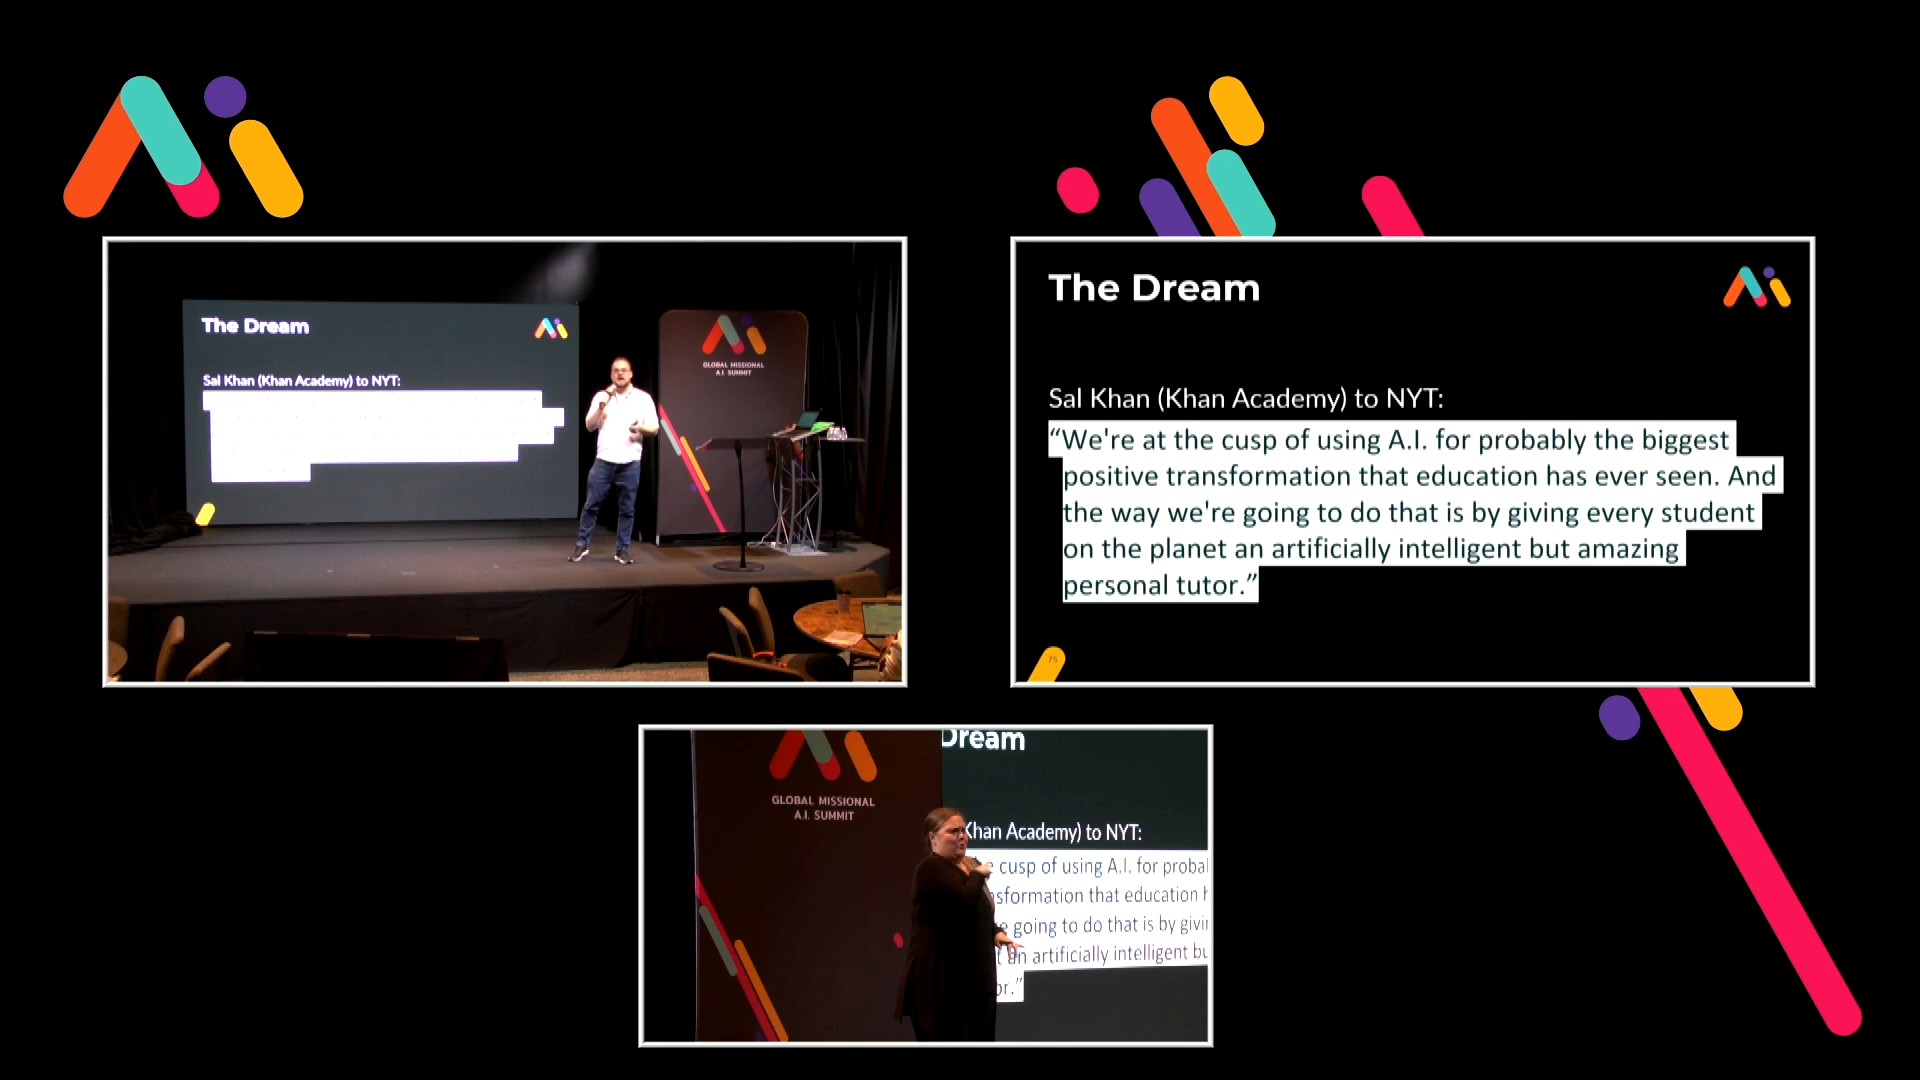 The Dream
Sal Khan (Khan Academy) to NYT:
GLOBAL MISSIONAL
A.I. SUMMIT
The Dream
Sal Khan (Khan Academy) to NYT:
“We're at the cusp of using A.I. for probably the biggest
positive transformation that education has ever seen. And
the way we're going to do that is by giving every student
on the planet an artificially intelligent but amazing
personal tutor.”
75
GLOBAL MISSIONAL
A.I. SUMMIT
Dream
Khan Academy) to NYT:
cusp of using A.I. for probal
sformation that education h
going to do that is by givi
an artificially intelligent bu
or.”